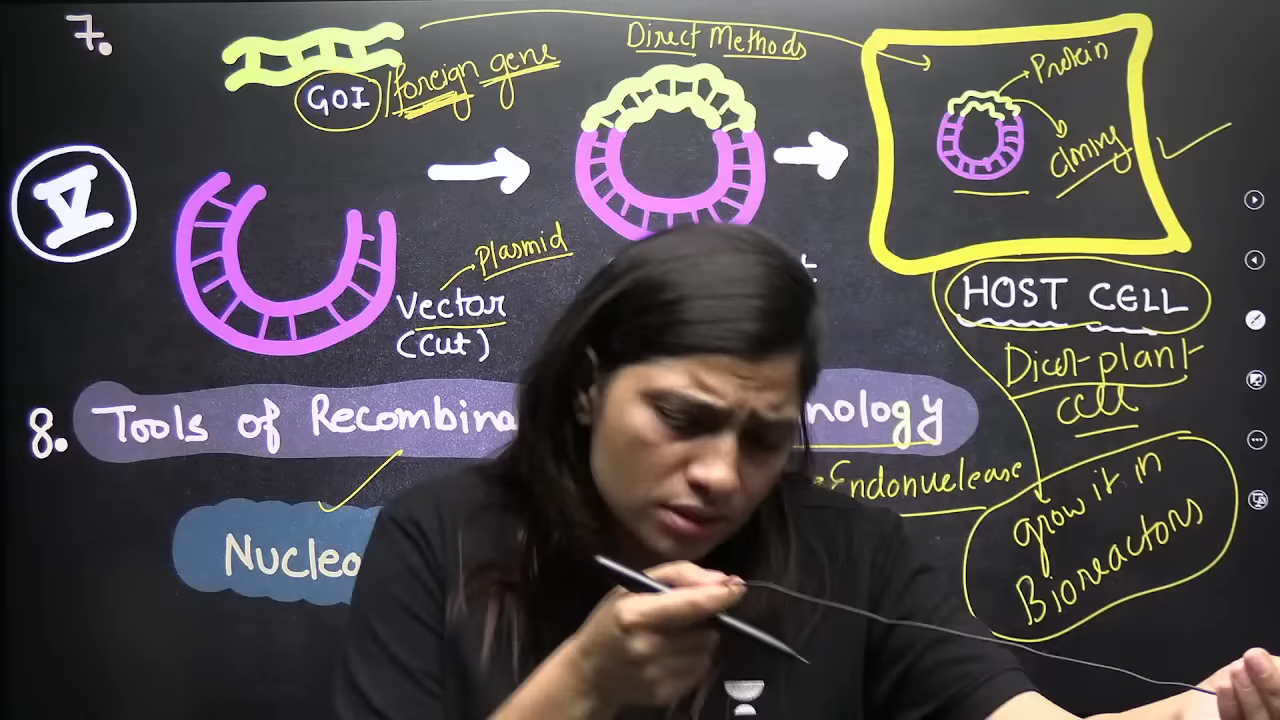 7.
GOI / foreign gene
Direct Methods
Protein
cloning
V
Plasmid
Vector
(cut)
HOST CELL
Dicot-plant
cell
8. Tools of Recombina
nology
Endonuclease
Nucleo
grow it in
Bioreactors